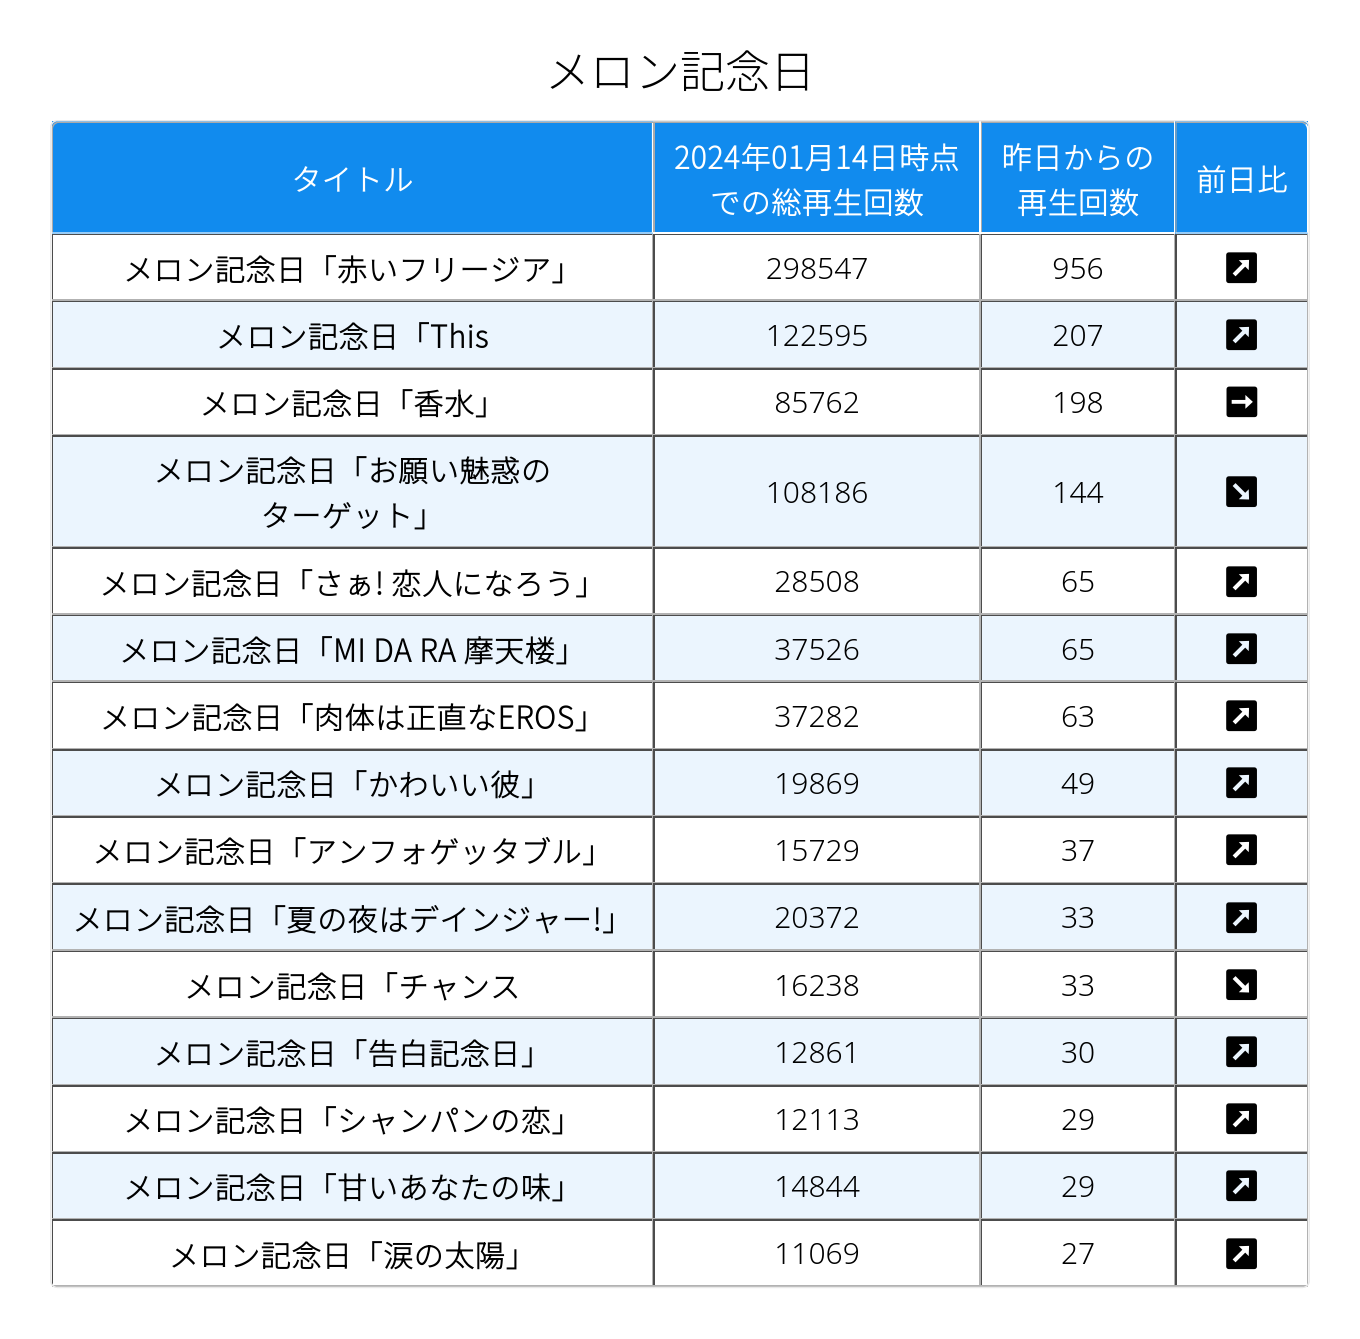 メロン記念日
タイトル
2024年01月14日時点
での総再生回数
昨日からの
再生回数
前日比
メロン記念日「赤いフリージア」 298547 956
メロン記念日「This 122595 207
メロン記念日「香水」 85762 198
メロン記念日「お願い魅惑の
ターゲット」 108186 144
メロン記念日「さぁ! 恋人になろう」 28508 65
メロン記念日「MI DA RA 摩天楼」 37526 65
メロン記念日「肉体は正直なEROS」 37282 63
メロン記念日「かわいい彼」 19869 49
メロン記念日「アンフォゲッタブル」 15729 37
メロン記念日「夏の夜はデインジャー!」 20372 33
メロン記念日「チャンス 16238 33
メロン記念日「告白記念日」 12861 30
メロン記念日「シャンパンの恋」 12113 29
メロン記念日「甘いあなたの味」 14844 29
メロン記念日「涙の太陽」 11069 27